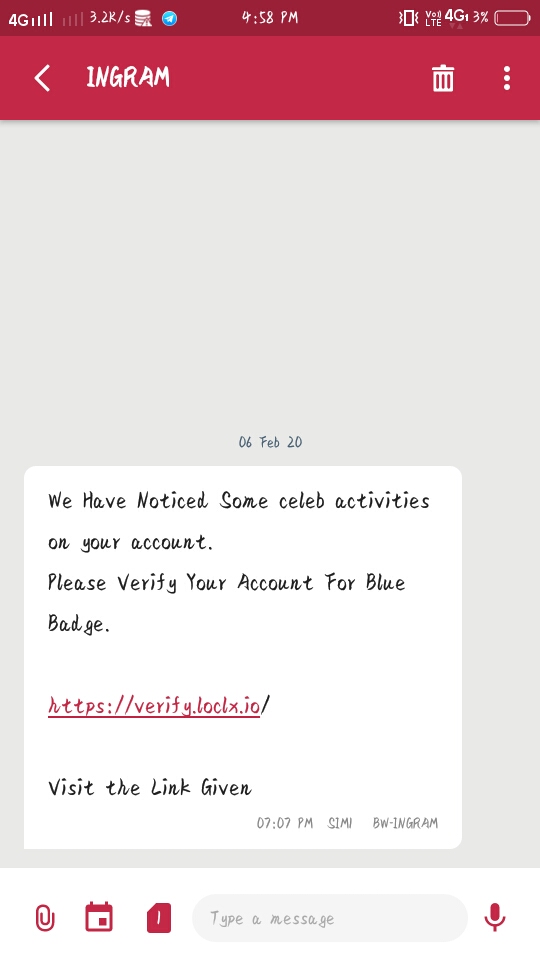 4G 3.2K/s 4:58 PM VoLTE 4G 3%
INGRAM
06 Feb 20
We Have Noticed Some celeb activities
on your account.
Please Verify Your Account For Blue
Badge.
https://verify.loclx.io/
Visit the Link Given
07:07 PM SIM1 BW-INGRAM
1 Type a message